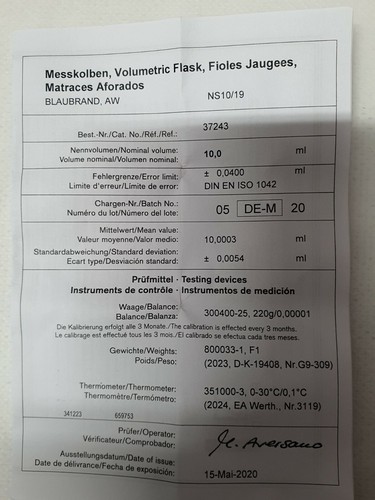 Messkolben, Volumetric Flask, Fioles Jaugees,
Matraces Aforados
BLAUBRAND, AW NS10/19
Best.-Nr./Cat. No./Réf./Ref.: 37243
Nennvolumen/Nominal volume: 10,0 ml
Volume nominal/Volumen nominal:
Fehlergrenze/Error limit: ± 0,0400 ml
Limite d'erreur/Limite de error: DIN EN ISO 1042
Chargen-Nr./Batch No.: 05 DE-M 20
Numéro du lot/Número del lote:
Mittelwert/Mean value:
Valeur moyenne/Valor medio: 10,0003 ml
Standardabweichung/Standard deviation:
Ecart type/Desviación standard: ± 0,0054 ml
Prüfmittel · Testing devices
Instruments de contrôle · Instrumentos de medición
Waage/Balance: 300400-25, 220g/0,00001
Balance/Balanza:
Die Kalibrierung erfolgt alle 3 Monate./The calibration is effected every 3 months.
Le calibrage est effectué tous les 3 mois./El calibrado se efectua cada tres meses.
Gewichte/Weights: 800033-1, F1
Poids/Peso: (2023, D-K-19408, Nr.G9-309)
Thermometer/Thermometer: 351000-3, 0-30°C/0,1°C
Thermomètre/Termómetro: (2024, EA Werth., Nr.3119)
341223 659753
Prüfer/Operator:
Vérificateur/Comprobador:
Ausstellungsdatum/Date of issue:
Date de délivrance/Fecha de exposición: 15-Mai-2020